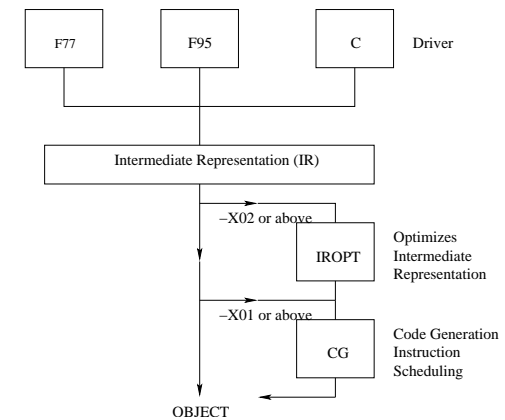 F77
F95
C
Driver
Intermediate Representation (IR)
–X02 or above
IROPT
Optimizes
Intermediate
Representation
–X01 or above
CG
Code Generation
Instruction
Scheduling
OBJECT